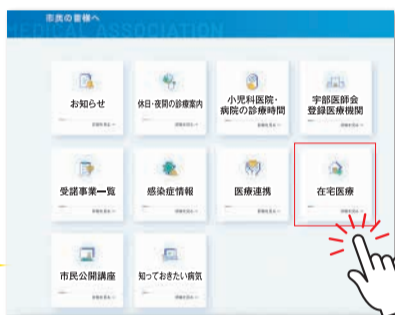 市民の皆様へ
MEDICAL ASSOCIATION
お知らせ
休日・夜間の診療案内
小児科医院・
病院の診療時間
宇部医師会
登録医療機関
受諾事業一覧
感染症情報
医療連携
在宅医療
市民公開講座
知っておきたい病気